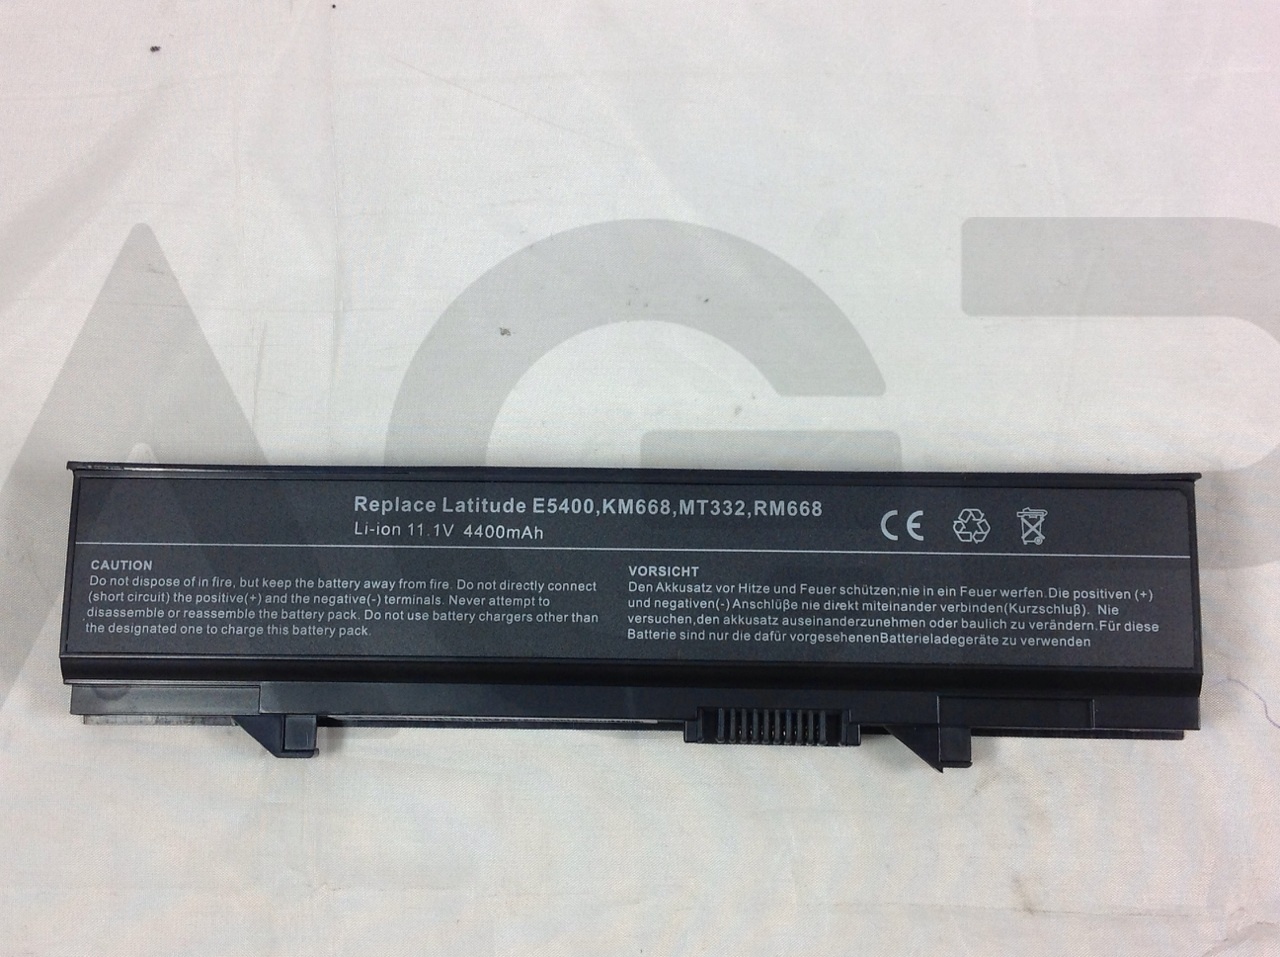 Replace Latitude E5400,KM668,MT332,RM668
Li-ion 11.1V 4400mAh
CE
CAUTION
Do not dispose of in fire, but keep the battery away from fire. Do not directly connect
(short circuit) the positive(+) and the negative(-) terminals. Never attempt to
disassemble or reassemble the battery pack. Do not use battery chargers other than
the designated one to charge this battery pack.
VORSICHT
Den Akkusatz vor Hitze und Feuer schützen;nie in ein Feuer werfen. Die positiven (+)
und negativen(-) Anschlüße nie direkt miteinander verbinden(Kurzschluß). Nie
versuchen,den akkusatz auseinanderzunehmen oder baulich zu verändern.Für diese
Batterie sind nur die dafür vorgesehenenBatterieladegeräte zu verwenden
AGP